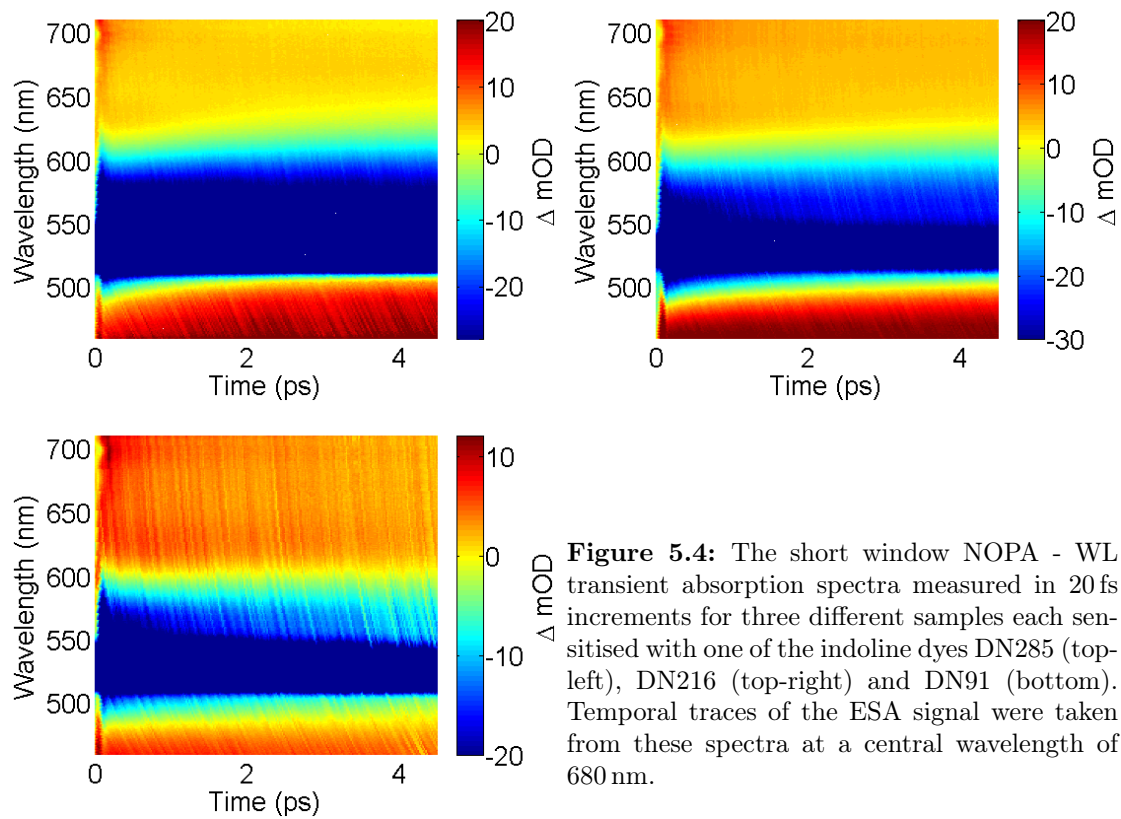 700
650
600
550
500
Wavelength (nm)
0 2 4
Time (ps)
20
10
0
-10
-20
Δ mOD
700
650
600
550
500
Wavelength (nm)
0 2 4
Time (ps)
20
10
0
-10
-20
-30
Δ mOD
700
650
600
550
500
Wavelength (nm)
0 2 4
Time (ps)
10
0
-10
-20
Δ mOD
Figure 5.4: The short window NOPA - WL
transient absorption spectra measured in 20 fs
increments for three different samples each sen-
sitised with one of the indoline dyes DN285 (top-
left), DN216 (top-right) and DN91 (bottom).
Temporal traces of the ESA signal were taken
from these spectra at a central wavelength of
680 nm.